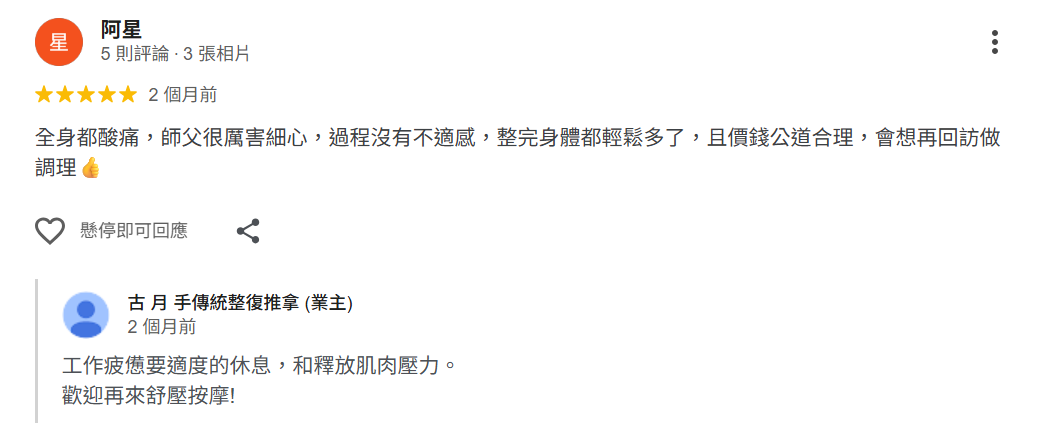 星
阿星
5 則評論 · 3 張相片
2 個月前
全身都酸痛，師父很厲害細心，過程沒有不適感，整完身體都輕鬆多了，且價錢公道合理，會想再回訪做
調理👍
懸停即可回應
古 月 手傳統整復推拿 (業主)
2 個月前
工作疲憊要適度的休息，和釋放肌肉壓力。
歡迎再來舒壓按摩!